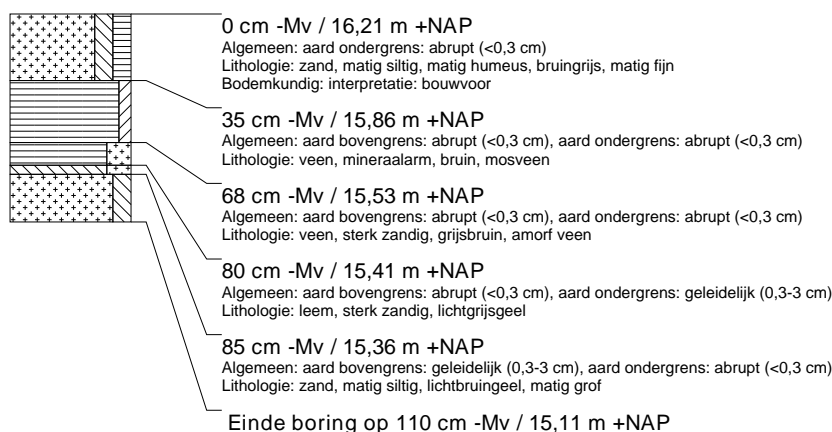 0 cm -Mv / 16,21 m +NAP
Algemeen: aard ondergrens: abrupt (<0,3 cm)
Lithologie: zand, matig siltig, matig humeus, bruingrijs, matig fijn
Bodemkundig: interpretatie: bouwvoor
35 cm -Mv / 15,86 m +NAP
Algemeen: aard bovengrens: abrupt (<0,3 cm), aard ondergrens: abrupt (<0,3 cm)
Lithologie: veen, mineraalarm, bruin, mosveen
68 cm -Mv / 15,53 m +NAP
Algemeen: aard bovengrens: abrupt (<0,3 cm), aard ondergrens: abrupt (<0,3 cm)
Lithologie: veen, sterk zandig, grijsbruin, amorf veen
80 cm -Mv / 15,41 m +NAP
Algemeen: aard bovengrens: abrupt (<0,3 cm), aard ondergrens: geleidelijk (0,3-3 cm)
Lithologie: leem, sterk zandig, lichtgrijsgeel
85 cm -Mv / 15,36 m +NAP
Algemeen: aard bovengrens: geleidelijk (0,3-3 cm), aard ondergrens: abrupt (<0,3 cm)
Lithologie: zand, matig siltig, lichtbruingeel, matig grof
Einde boring op 110 cm -Mv / 15,11 m +NAP